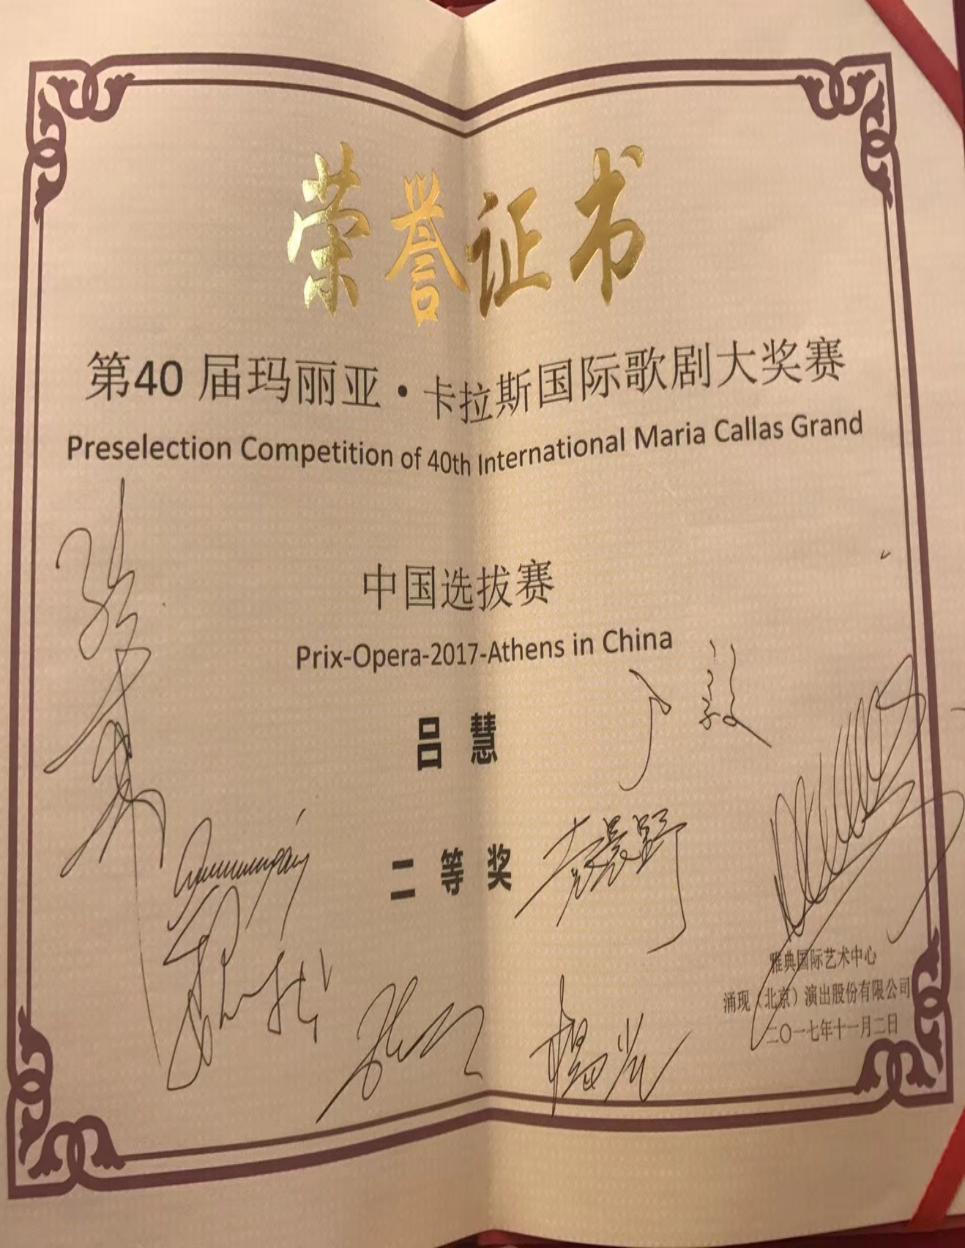 荣誉证书
第40 届玛丽亚·卡拉斯国际歌剧大奖赛
Preselection Competition of 40th International Maria Callas Grand
中国选拔赛
Prix-Opera-2017-Athens in China
吕 慧
二 等 奖
雅典国际艺术中心
涌现（北京）演出股份有限公司
二〇一七年十一月二日
杨光